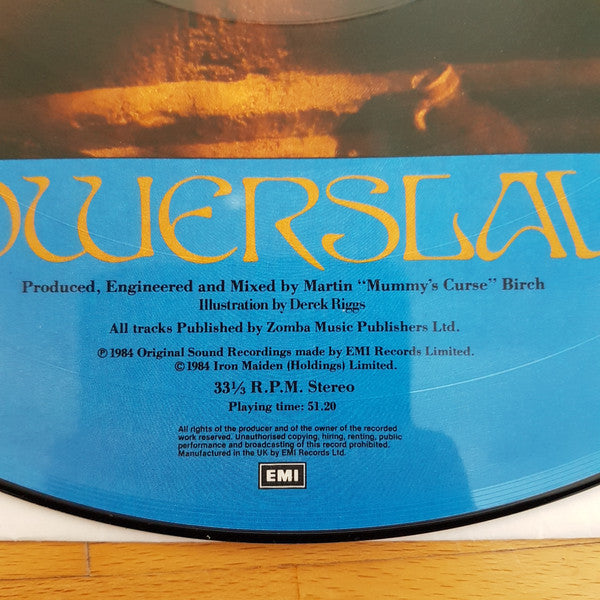 OWERSLAV
Produced, Engineered and Mixed by Martin "Mummy's Curse" Birch
Illustration by Derek Riggs
All tracks Published by Zomba Music Publishers Ltd.
℗ 1984 Original Sound Recordings made by EMI Records Limited.
© 1984 Iron Maiden (Holdings) Limited.
33⅓ R.P.M. Stereo
Playing time: 51.20
All rights of the producer and of the owner of the recorded
work reserved. Unauthorised copying, hiring, renting, public
performance and broadcasting of this record prohibited.
Manufactured in the UK by EMI Records Ltd.
EMI